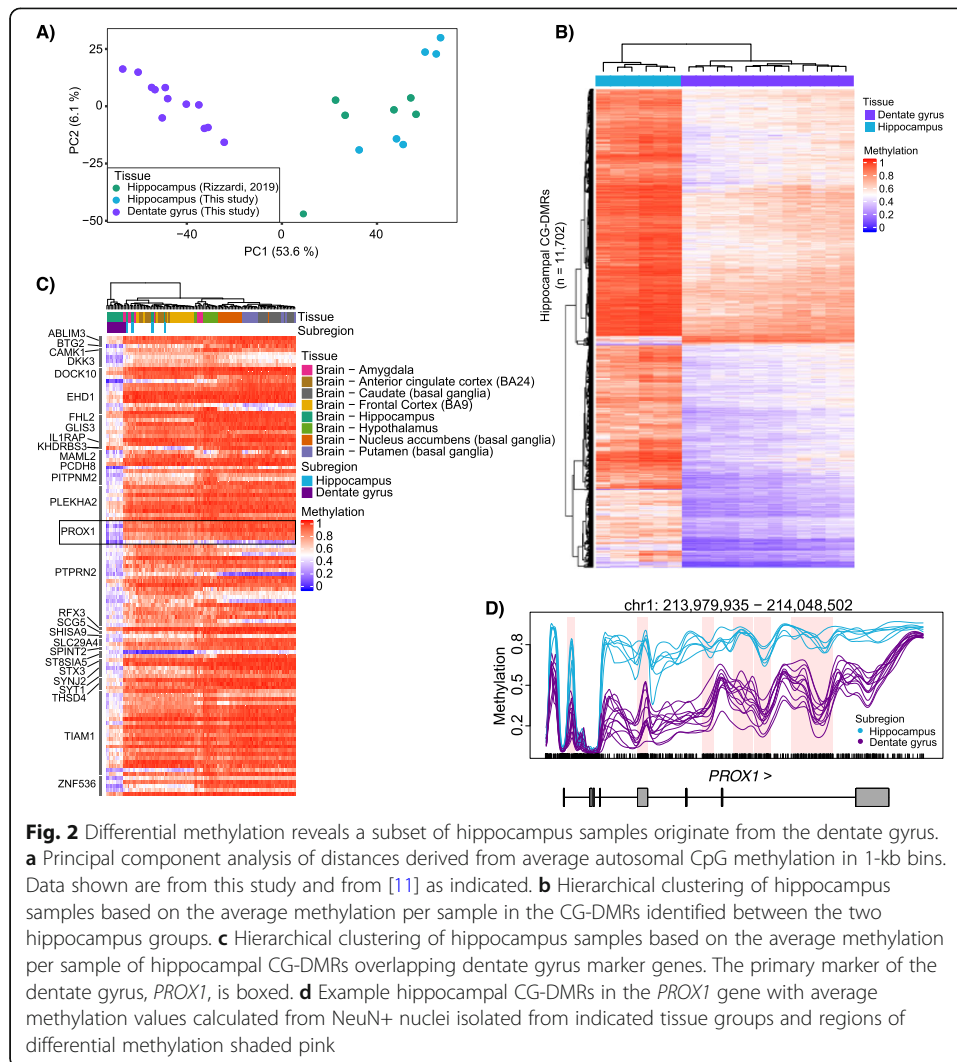 A)
25
0
−25
−50
PC2 (6.1 %)
Tissue
Hippocampus (Rizzardi, 2019)
Hippocampus (This study)
Dentate gyrus (This study)
−40
0
40
PC1 (53.6 %)
B)
Hippocampal CG-DMRs
(n = 11,702)
Tissue
Dentate gyrus
Hippocampus
Methylation
1
0.8
0.6
0.4
0.2
0
C)
Tissue
Subregion
ABLIM3
BTG2
CAMK1
DKK3
DOCK10
EHD1
FHL2
GLIS3
IL1RAP
KHDRBS3
MAML2
PCDH8
PITPNM2
PLEKHA2
PROX1
PTPRN2
RFX3
SCG5
SHISA9
SLC29A4
SPINT2
ST8SIA5
STX3
SYNJ2
SYT1
THSD4
TIAM1
ZNF536
Tissue
Brain − Amygdala
Brain − Anterior cingulate cortex (BA24)
Brain − Caudate (basal ganglia)
Brain − Frontal Cortex (BA9)
Brain − Hippocampus
Brain − Hypothalamus
Brain − Nucleus accumbens (basal ganglia)
Brain − Putamen (basal ganglia)
Subregion
Hippocampus
Dentate gyrus
Methylation
1
0.8
0.6
0.4
0.2
0
D)
chr1: 213,979,935 − 214,048,502
Methylation
0.8
0.5
0.2
Subregion
Hippocampus
Dentate gyrus
PROX1 >
Fig. 2 Differential methylation reveals a subset of hippocampus samples originate from the dentate gyrus.
a Principal component analysis of distances derived from average autosomal CpG methylation in 1-kb bins.
Data shown are from this study and from [11] as indicated. b Hierarchical clustering of hippocampus
samples based on the average methylation per sample in the CG-DMRs identified between the two
hippocampus groups. c Hierarchical clustering of hippocampus samples based on the average methylation
per sample of hippocampal CG-DMRs overlapping dentate gyrus marker genes. The primary marker of the
dentate gyrus, PROX1, is boxed. d Example hippocampal CG-DMRs in the PROX1 gene with average
methylation values calculated from NeuN+ nuclei isolated from indicated tissue groups and regions of
differential methylation shaded pink